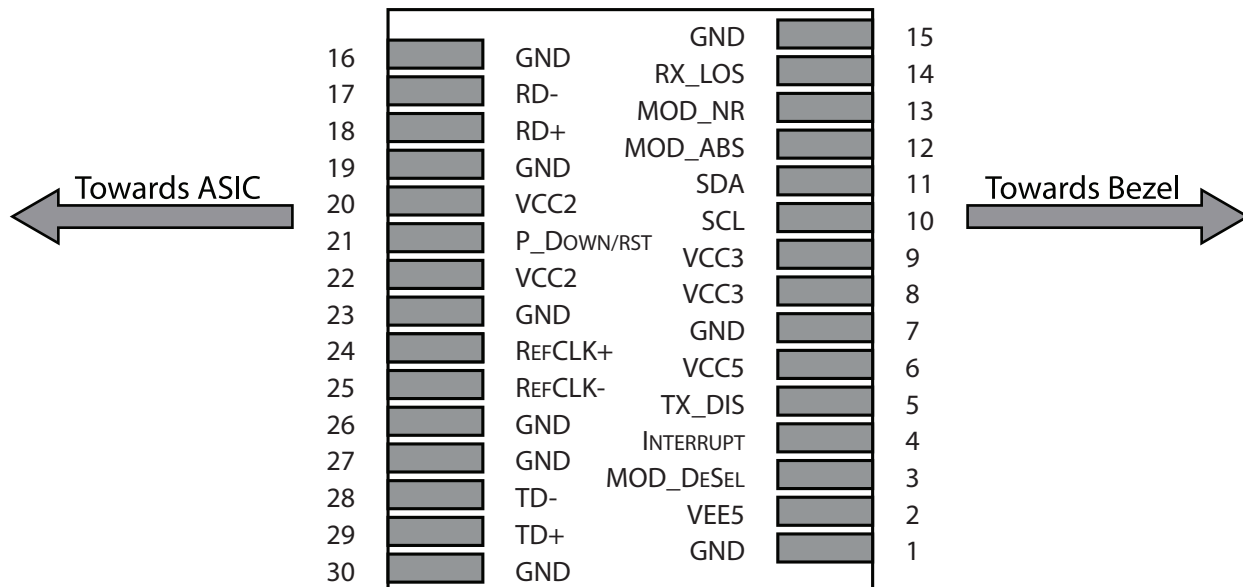 GND 15
16 GND
RX_LOS 14
17 RD-
MOD_NR 13
18 RD+
MOD_ABS 12
19 GND
SDA 11
Towards ASIC
Towards Bezel
20 VCC2
SCL 10
21 P_DOWN/RST
VCC3 9
22 VCC2
VCC3 8
23 GND
GND 7
24 REFCLK+
VCC5 6
25 REFCLK-
TX_DIS 5
26 GND
INTERRUPT 4
27 GND
MOD_DESEL 3
28 TD-
VEE5 2
29 TD+
GND 1
30 GND